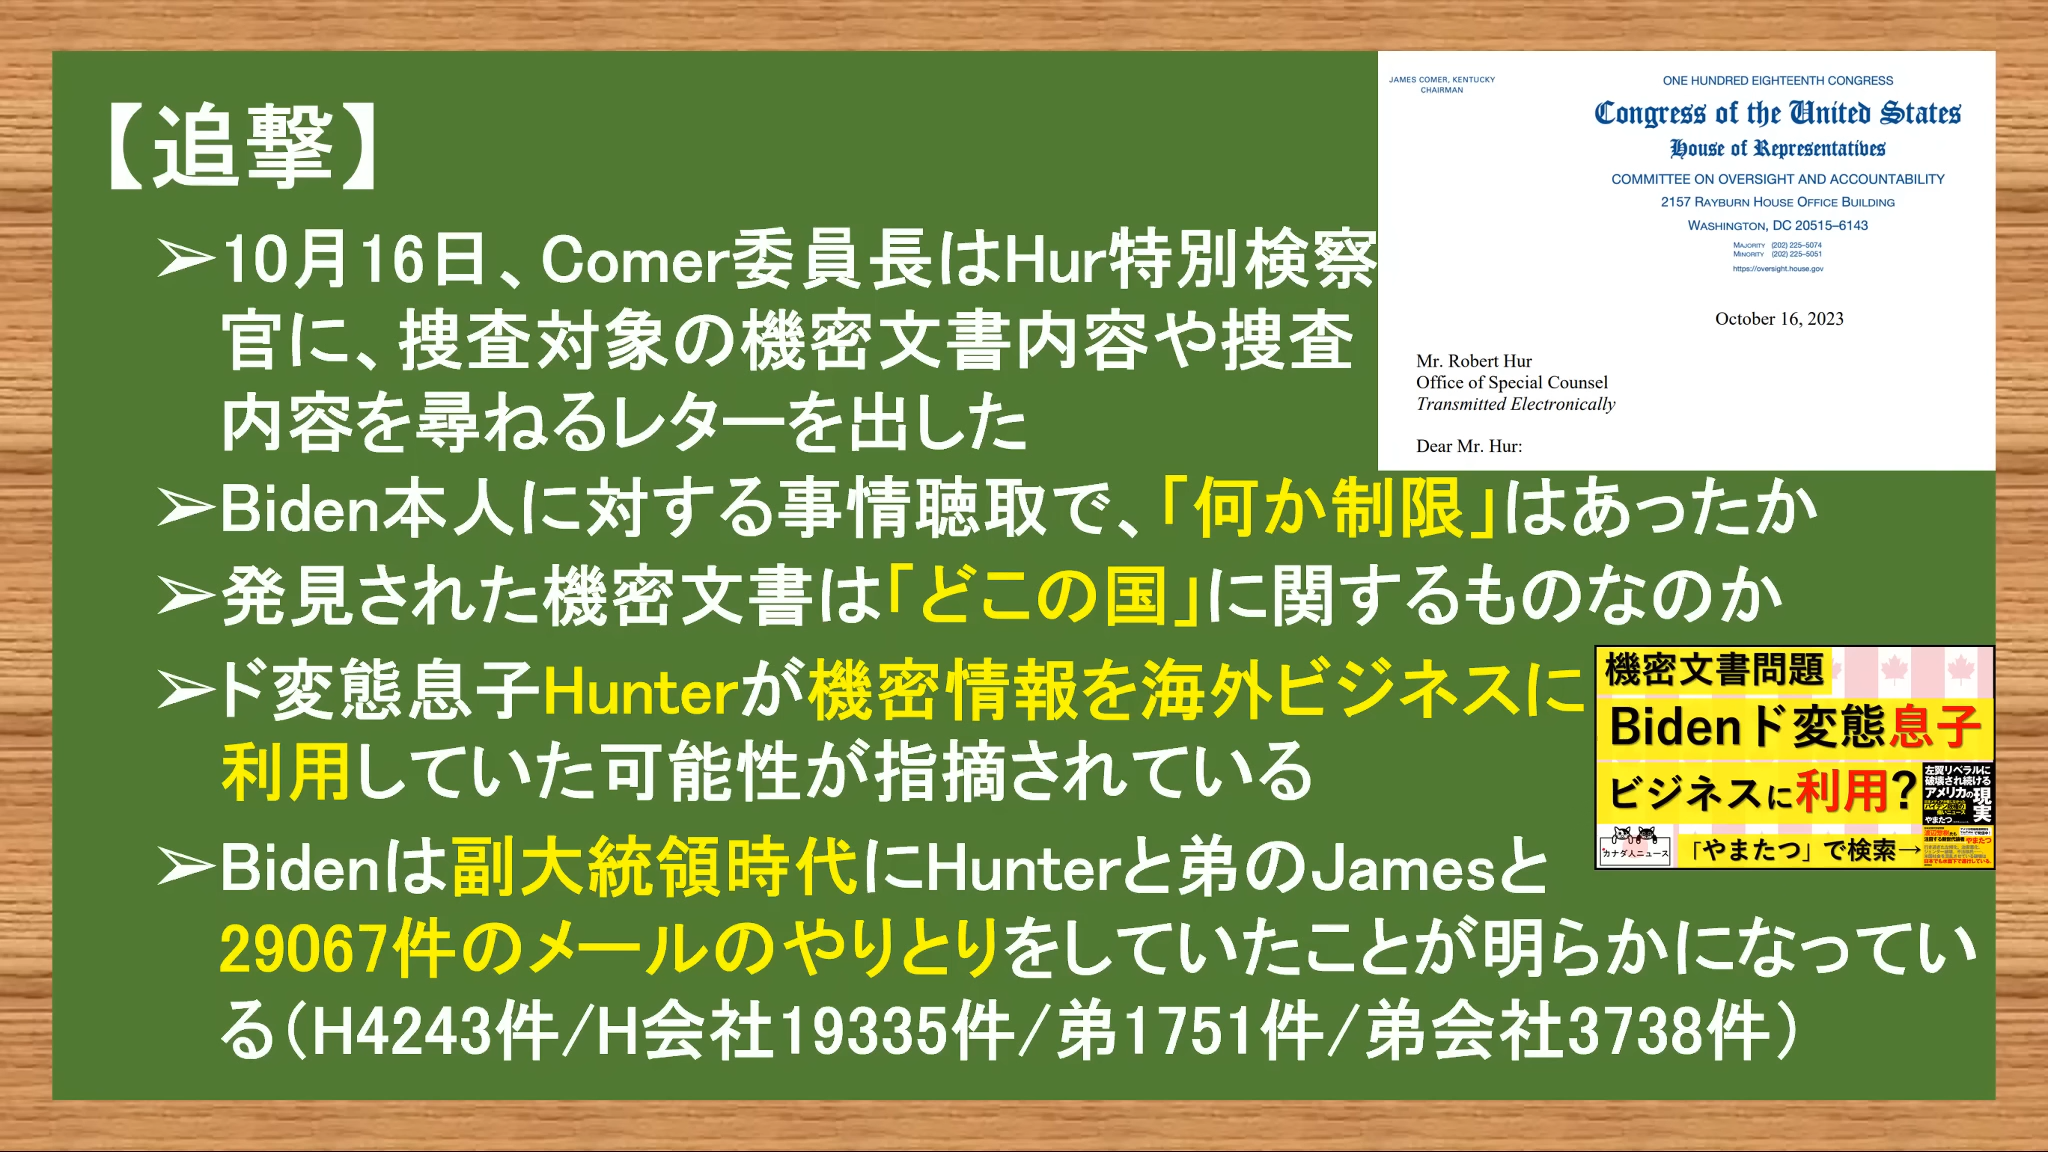 【追撃】
➢10月16日、Comer委員長はHur特別検察
官に、捜査対象の機密文書内容や捜査
内容を尋ねるレターを出した
➢Biden本人に対する事情聴取で、「何か制限」はあったか
➢発見された機密文書は「どこの国」に関するものなのか
➢ド変態息子Hunterが機密情報を海外ビジネスに
利用していた可能性が指摘されている
➢Bidenは副大統領時代にHunterと弟のJamesと
29067件のメールのやりとりをしていたことが明らかになってい
る（H4243件/H会社19335件/弟1751件/弟会社3738件）
JAMES COMER, KENTUCKY
CHAIRMAN
ONE HUNDRED EIGHTEENTH CONGRESS
Congress of the United States
House of Representatives
COMMITTEE ON OVERSIGHT AND ACCOUNTABILITY
2157 RAYBURN HOUSE OFFICE BUILDING
WASHINGTON, DC 20515–6143
MAJORITY (202) 225–5074
MINORITY (202) 225–5051
https://oversight.house.gov
October 16, 2023
Mr. Robert Hur
Office of Special Counsel
Transmitted Electronically
Dear Mr. Hur:
機密文書問題
Bidenド変態息子
ビジネスに利用?
左翼リベラルに
破壊され続ける
アメリカの現実
やまたつ
カナダ人ニュース
「やまたつ」で検索→